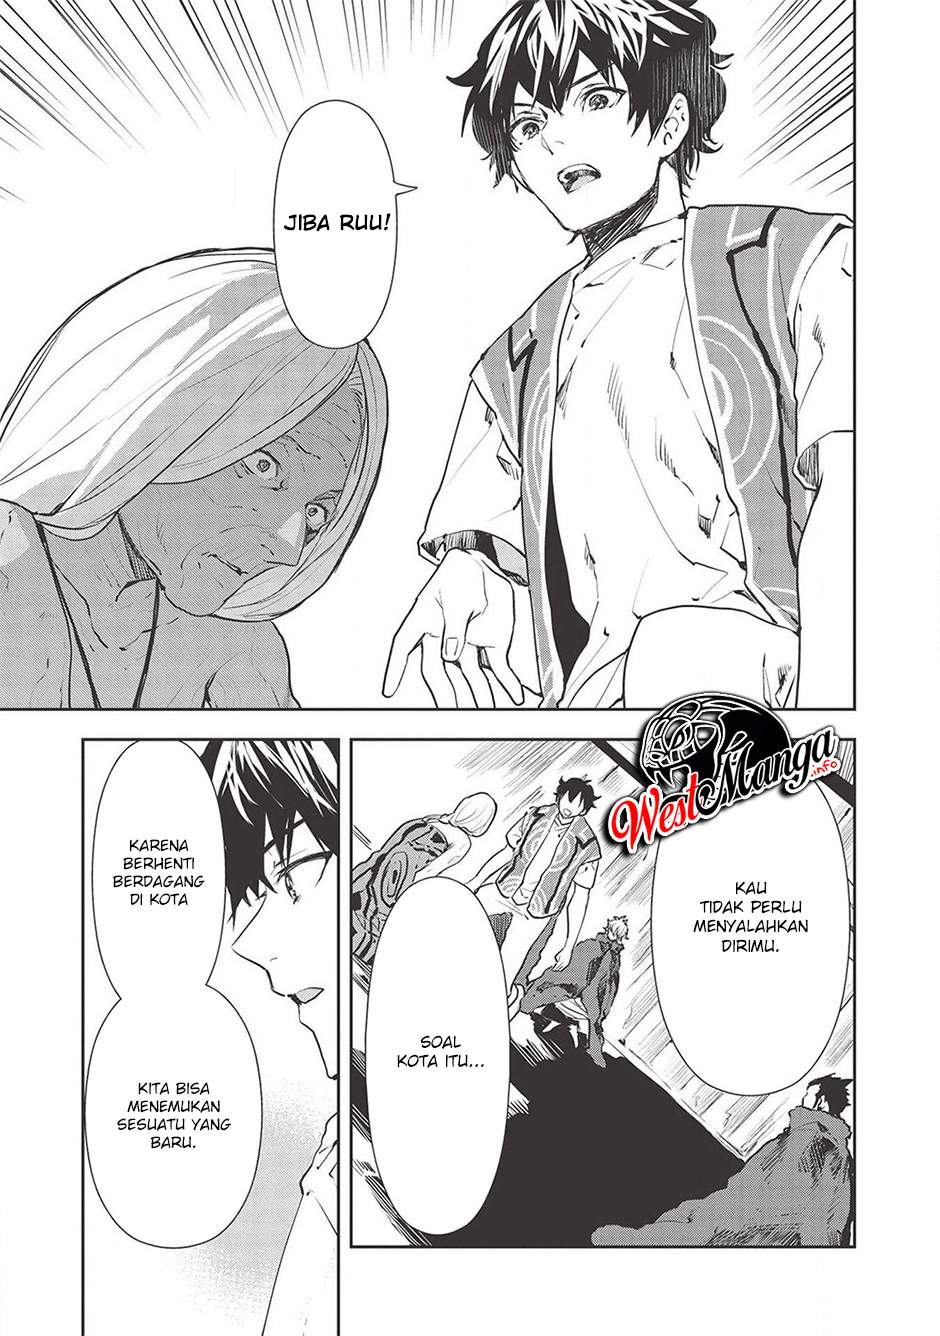 JIBA RUU!
KAU
TIDAK PERLU
MENYALAHKAN
DIRIMU.
SOAL
KOTA ITU...
KARENA
BERHENTI
BERDAGANG
DI KOTA
KITA BISA
MENEMUKAN
SESUATU YANG
BARU.
WestManga
.info